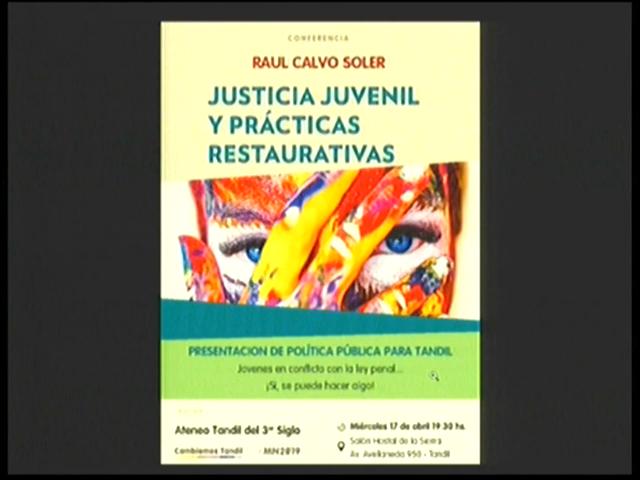 CONFERENCIA
RAUL CALVO SOLER
JUSTICIA JUVENIL
Y PRÁCTICAS
RESTAURATIVAS
PRESENTACION DE POLÍTICA PÚBLICA PARA TANDIL
Jovenes en conflicto con la ley penal...
¡Sí, se puede hacer algo!
Ateneo Tandil del 3er Siglo
Cambiemos Tandil - MN2019
Miércoles 17 de abril 19 30 hs.
Salón Hostal de la Sierra
Av. Avellaneda 950 - Tandil